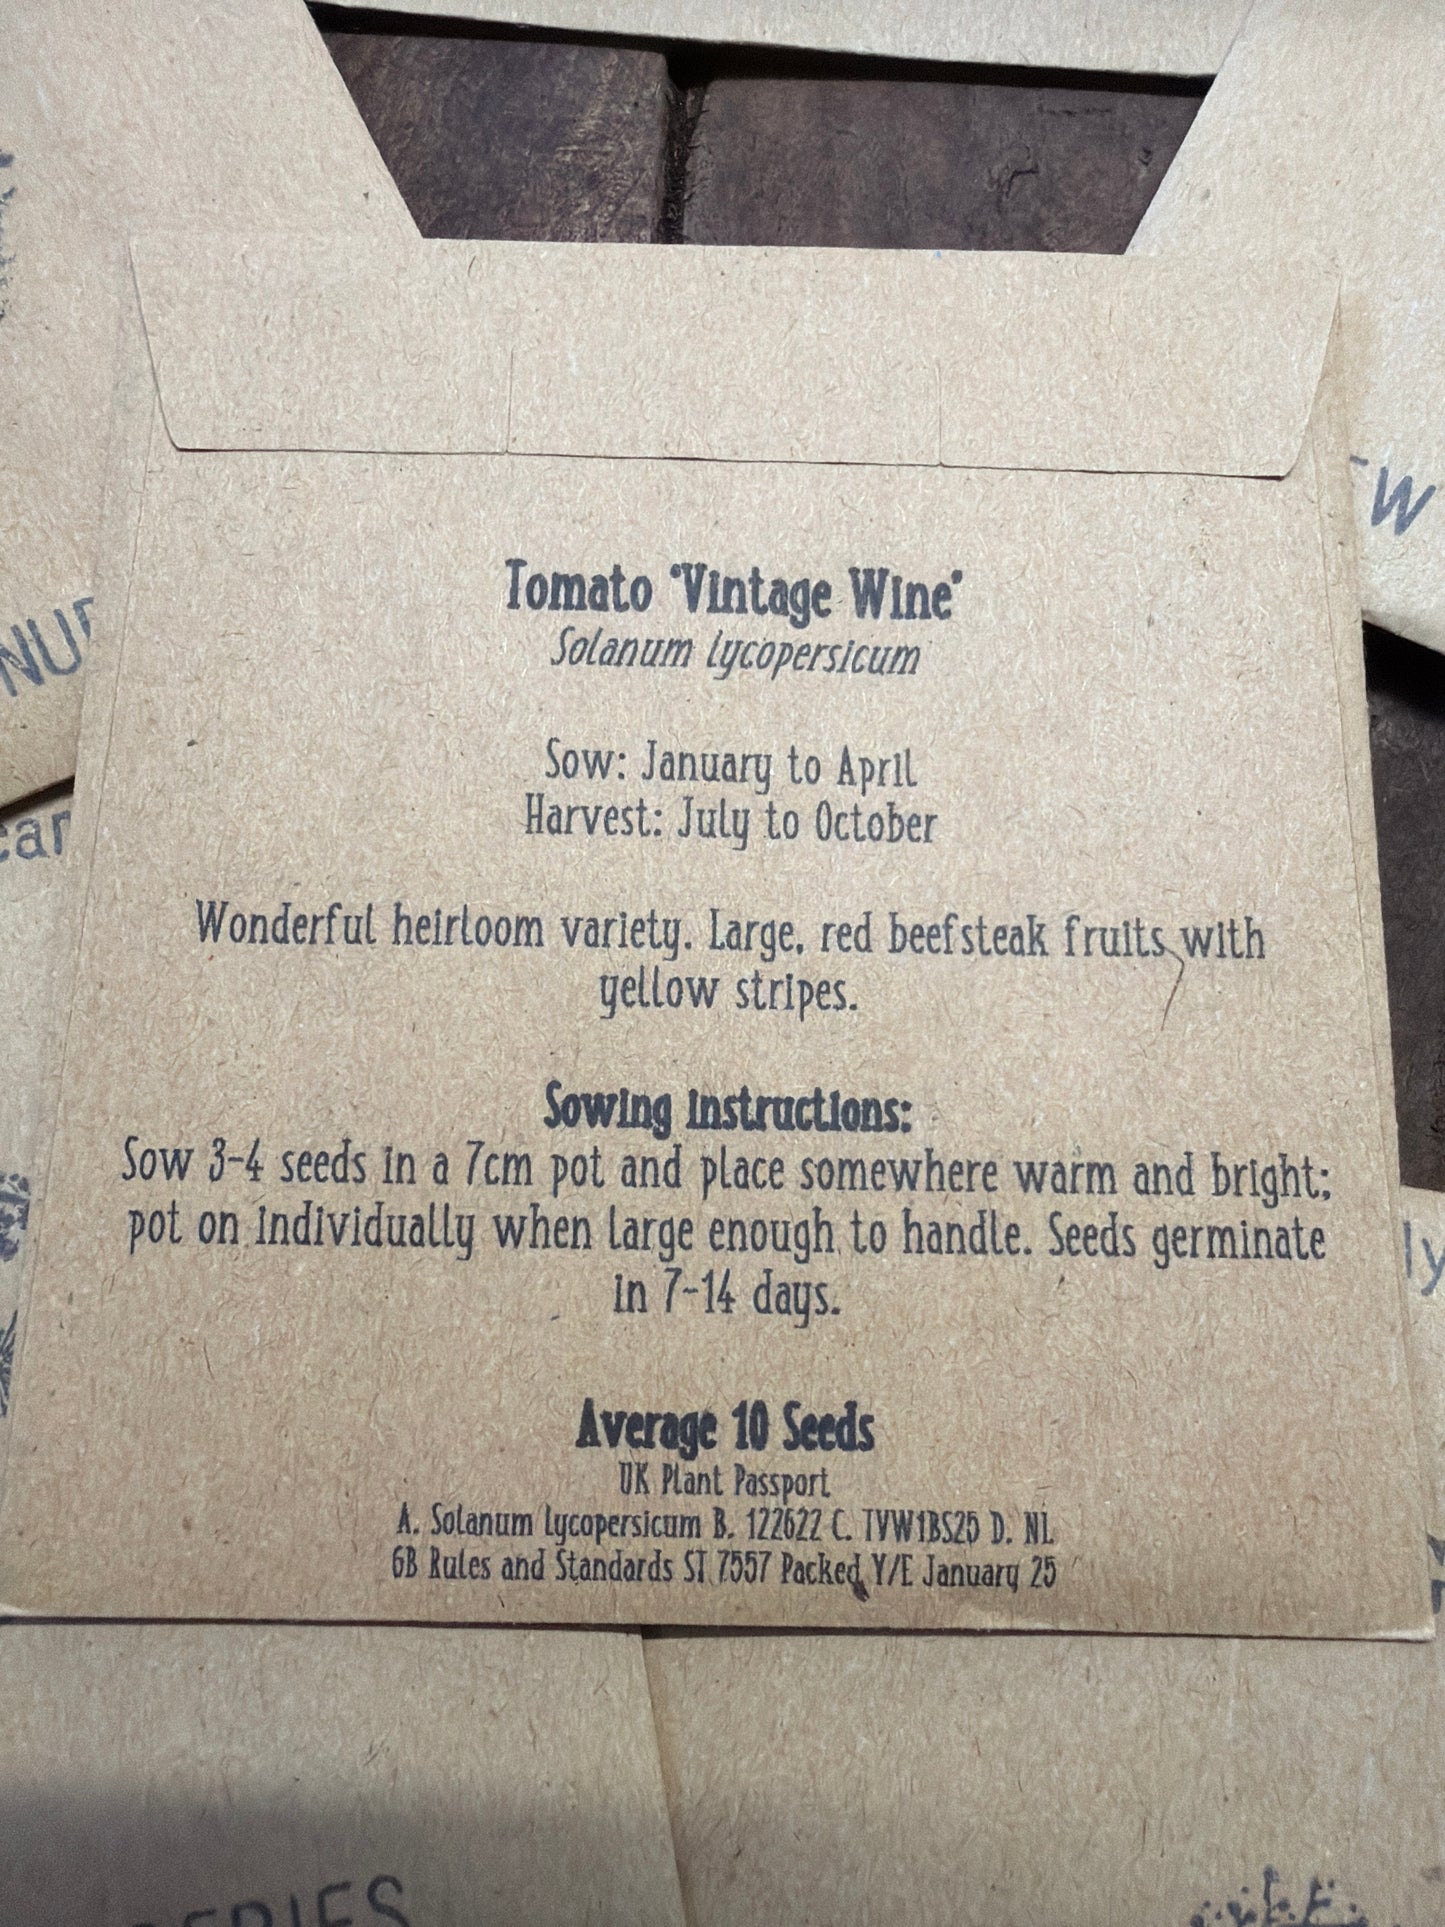 Tomato 'Vintage Wine'
Solanum lycopersicum
Sow: January to April
Harvest: July to October
Wonderful heirloom variety. Large, red beefsteak fruits with
yellow stripes.
Sowing instructions:
Sow 3-4 seeds in a 7cm pot and place somewhere warm and bright;
pot on individually when large enough to handle. Seeds germinate
in 7-14 days.
Average 10 Seeds
UK Plant Passport
A. Solanum lycopersicum B. 122622 C. TVW1BS25 D. NL
GB Rules and Standards ST 7557 Packed Y/E January 25